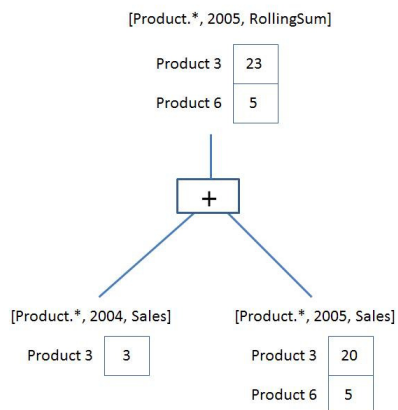 [Product.*, 2005, RollingSum]
Product 3 23
Product 6 5
+
[Product.*, 2004, Sales] [Product.*, 2005, Sales]
Product 3 3 Product 3 20
Product 6 5